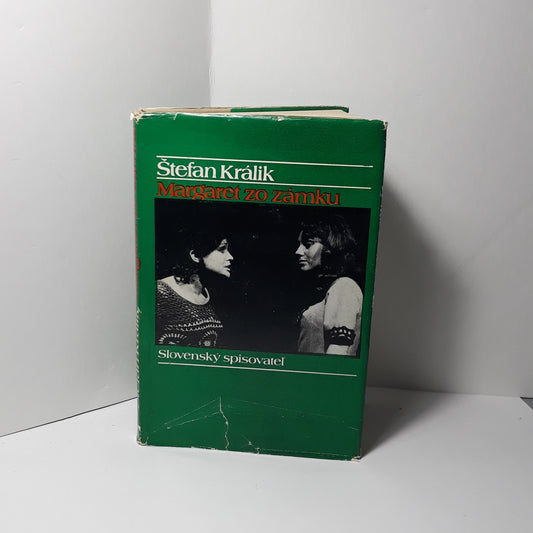 Štefan Králik
Margaret zo zámku
Slovenský spisovateľ